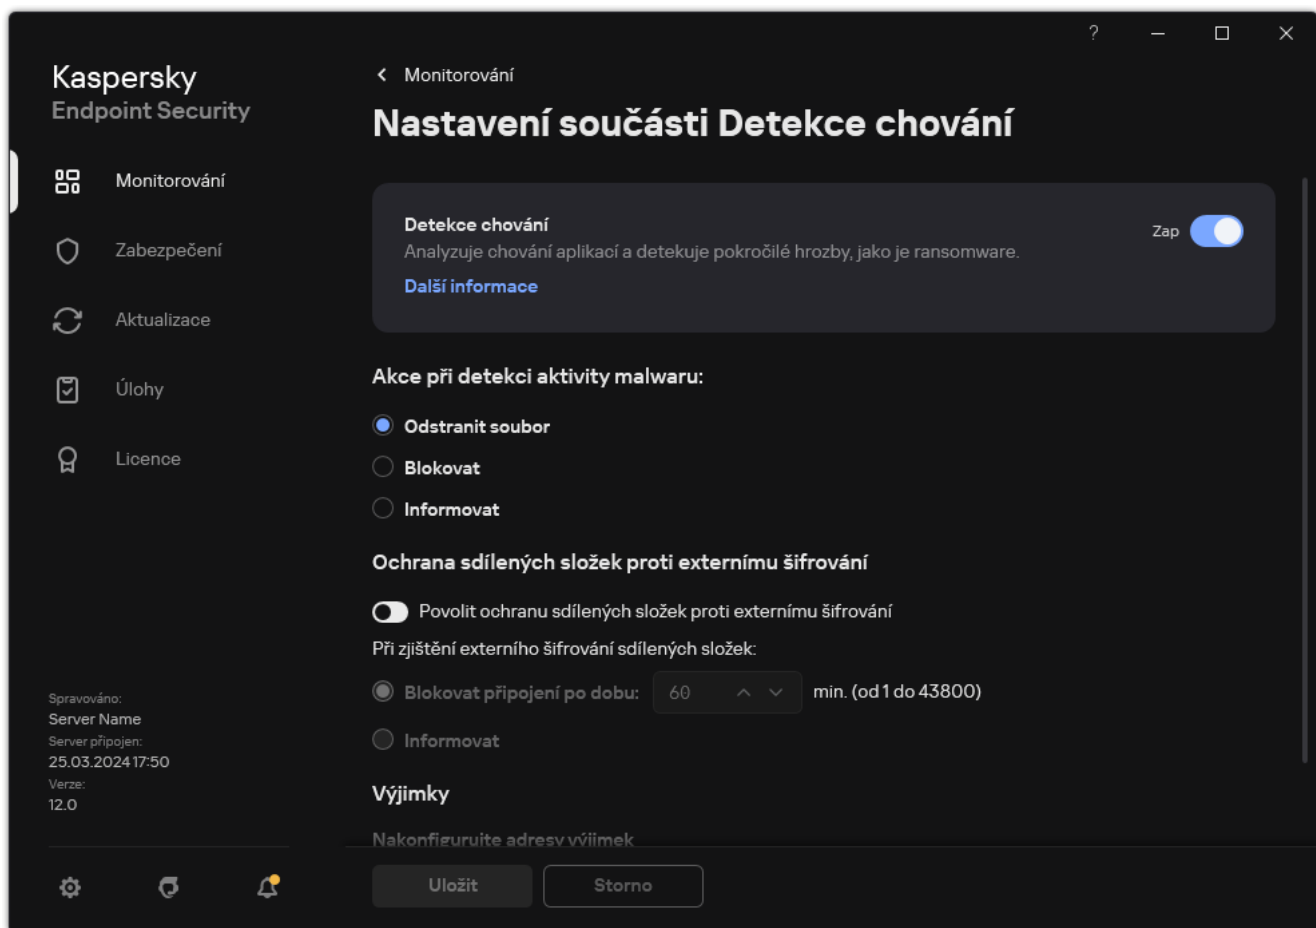 ?
Kaspersky
Endpoint Security
Monitorování
Zabezpečení
Aktualizace
Úlohy
Licence
Spravováno:
Server Name
Server připojen:
25.03.2024 17:50
Verze:
12.0
Monitorování
Nastavení součásti Detekce chování
Detekce chování
Analyzuje chování aplikací a detekuje pokročilé hrozby, jako je ransomware.
Další informace
Zap
Akce při detekci aktivity malwaru:
Odstranit soubor
Blokovat
Informovat
Ochrana sdílených složek proti externímu šifrování
Povolit ochranu sdílených složek proti externímu šifrování
Při zjištění externího šifrování sdílených složek:
Blokovat připojení po dobu: 60 min. (od 1 do 43800)
Informovat
Výjimky
Nakonfigurujte adresy výjimek
Uložit
Storno